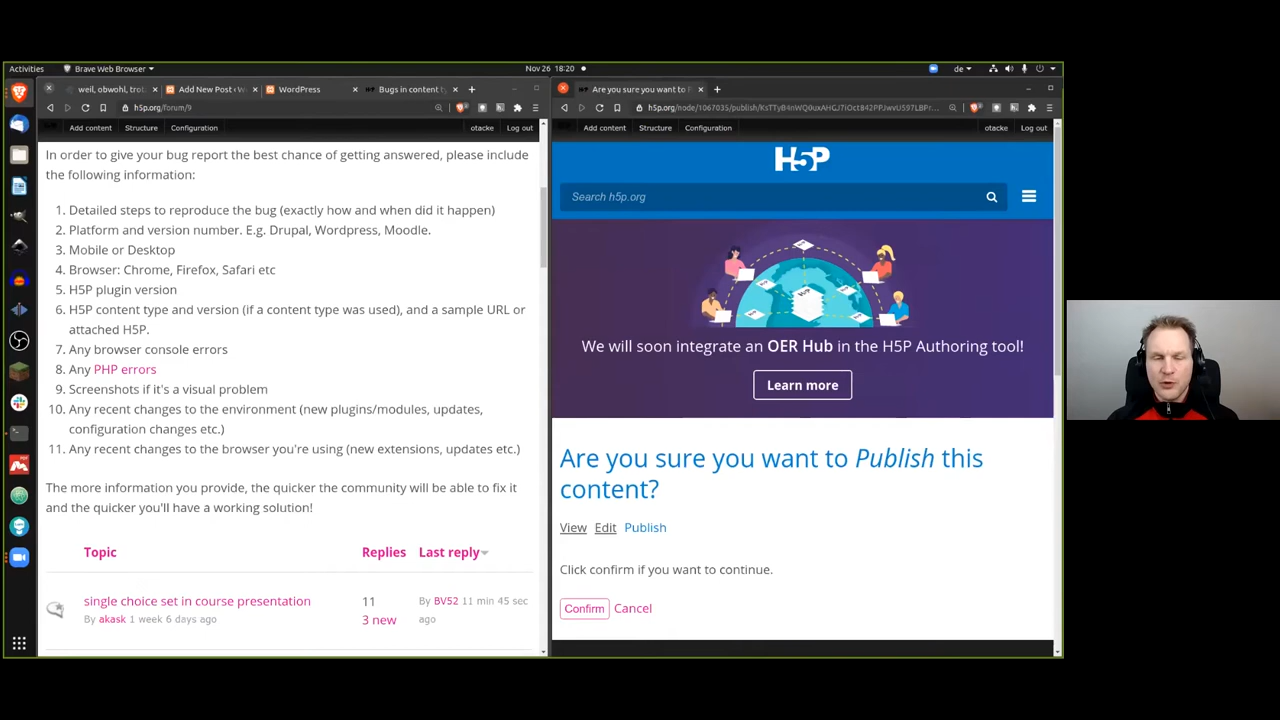 Activities
Brave Web Browser
Nov 26 18:20
de
weil, obwohl, trotz
Add New Post ‹ W
WordPress
Bugs in content ty
h5p.org/forum/9
Add content
Structure
Configuration
otacke
Log out
In order to give your bug report the best chance of getting answered, please include
the following information:
1. Detailed steps to reproduce the bug (exactly how and when did it happen)
2. Platform and version number. E.g. Drupal, Wordpress, Moodle.
3. Mobile or Desktop
4. Browser: Chrome, Firefox, Safari etc
5. H5P plugin version
6. H5P content type and version (if a content type was used), and a sample URL or
attached H5P.
7. Any browser console errors
8. Any PHP errors
9. Screenshots if it's a visual problem
10. Any recent changes to the environment (new plugins/modules, updates,
configuration changes etc.)
11. Any recent changes to the browser you're using (new extensions, updates etc.)
The more information you provide, the quicker the community will be able to fix it
and the quicker you'll have a working solution!
Topic
Replies
Last reply
single choice set in course presentation
By akask 1 week 6 days ago
11
3 new
By BV52 11 min 45 sec
ago
Are you sure you want to P
Add content
Structure
Configuration
otacke
Log out
H5P
Search h5p.org
H5P
We will soon integrate an OER Hub in the H5P Authoring tool!
Learn more
Are you sure you want to Publish this
content?
View Edit Publish
Click confirm if you want to continue.
Confirm Cancel